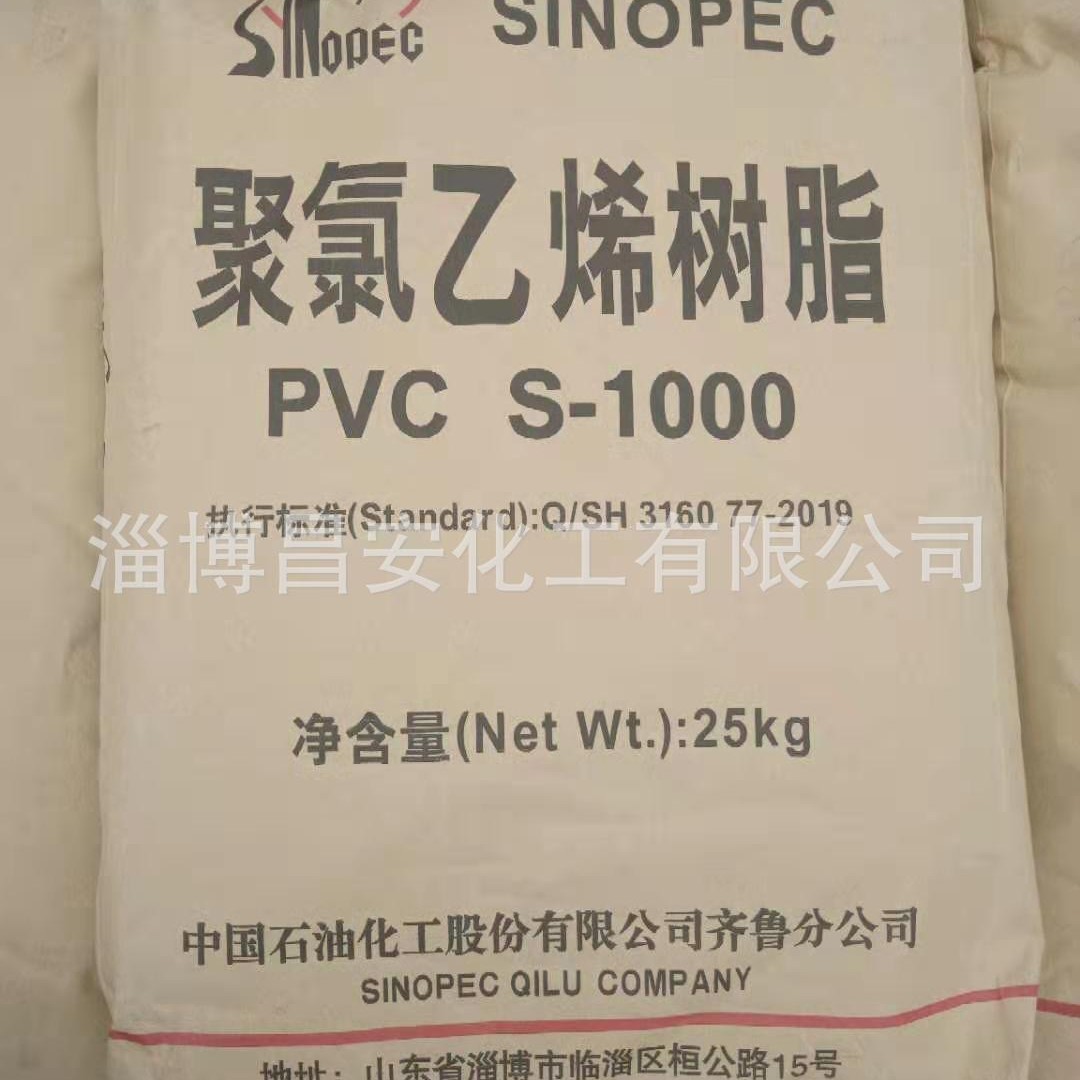 SINOPEC SINOPEC
聚氯乙烯树脂
PVC S-1000
执行标准(Standard):Q/SH 3160 77-2019
淄博昌安化工有限公司
净含量(Net Wt.):25kg
中国石油化工股份有限公司齐鲁分公司
SINOPEC QILU COMPANY
地址：山东省淄博市临淄区桓公路15号